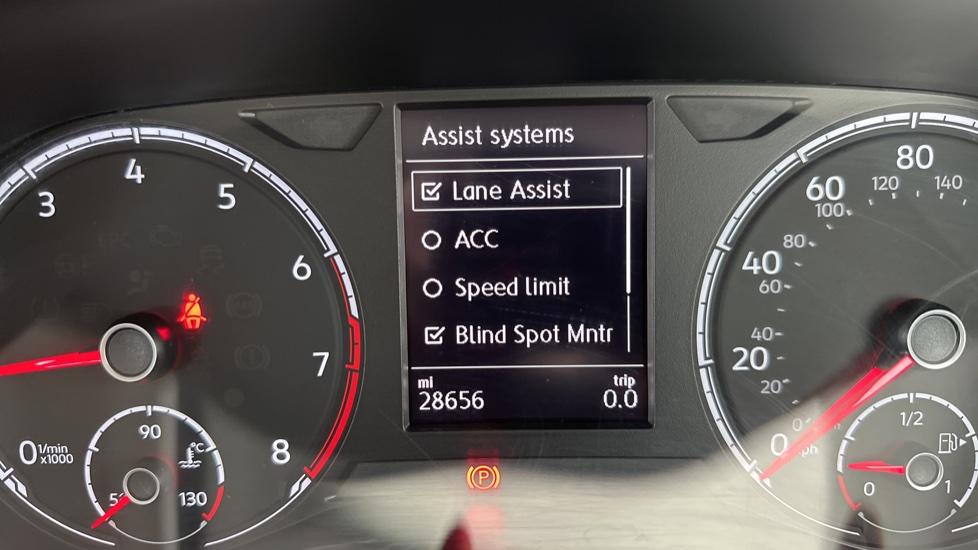 Assist systems
Lane Assist
ACC
Speed limit
Blind Spot Mntr
mi trip
28656 0.0
3 4 5 6 7 8
0 1/min
x1000
90
°C
130
P
80
60 120 140
100
80
40
60
40
20
20
0
1/2
0 1